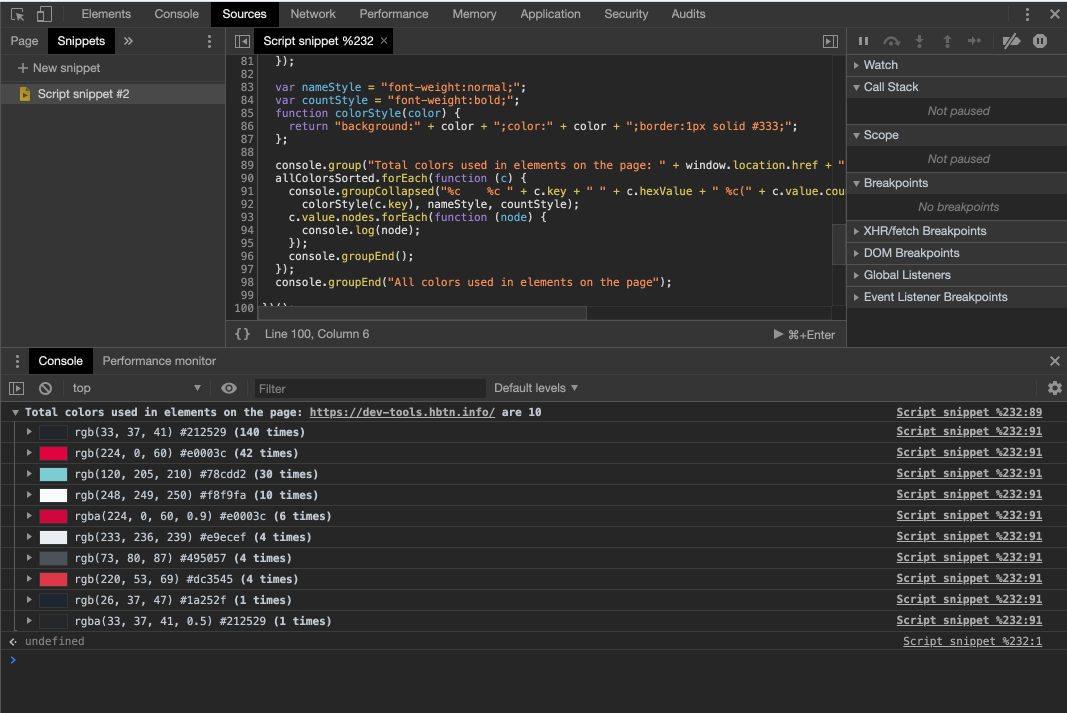 Elements Console Sources Network Performance Memory Application Security Audits
Page Snippets
Script snippet %232
+ New snippet
Script snippet #2
81 });
82
83 var nameStyle = "font-weight:normal;";
84 var countStyle = "font-weight:bold;";
85 function colorStyle(color) {
86 return "background:" + color + ";color:" + color + ";border:1px solid #333;";
87 };
88
89 console.group("Total colors used in elements on the page: " + window.location.href + "
90 allColorsSorted.forEach(function (c) {
91 console.groupCollapsed("%c    %c " + c.key + " " + c.hexValue + " %c(" + c.value.cou
92 colorStyle(c.key), nameStyle, countStyle);
93 c.value.nodes.forEach(function (node) {
94 console.log(node);
95 });
96 console.groupEnd();
97 });
98 console.groupEnd("All colors used in elements on the page");
99
100 })();
{} Line 100, Column 6
⌘+Enter
Watch
Call Stack
Not paused
Scope
Not paused
Breakpoints
No breakpoints
XHR/fetch Breakpoints
DOM Breakpoints
Global Listeners
Event Listener Breakpoints
Console Performance monitor
top Filter Default levels
Total colors used in elements on the page: https://dev-tools.hbtn.info/ are 10 Script snippet %232:89
rgb(33, 37, 41) #212529 (140 times) Script snippet %232:91
rgb(224, 0, 60) #e0003c (42 times) Script snippet %232:91
rgb(120, 205, 210) #78cdd2 (30 times) Script snippet %232:91
rgb(248, 249, 250) #f8f9fa (10 times) Script snippet %232:91
rgba(224, 0, 60, 0.9) #e0003c (6 times) Script snippet %232:91
rgb(233, 236, 239) #e9ecef (4 times) Script snippet %232:91
rgb(73, 80, 87) #495057 (4 times) Script snippet %232:91
rgb(220, 53, 69) #dc3545 (4 times) Script snippet %232:91
rgb(26, 37, 47) #1a252f (1 times) Script snippet %232:91
rgba(33, 37, 41, 0.5) #212529 (1 times) Script snippet %232:91
undefined Script snippet %232:1